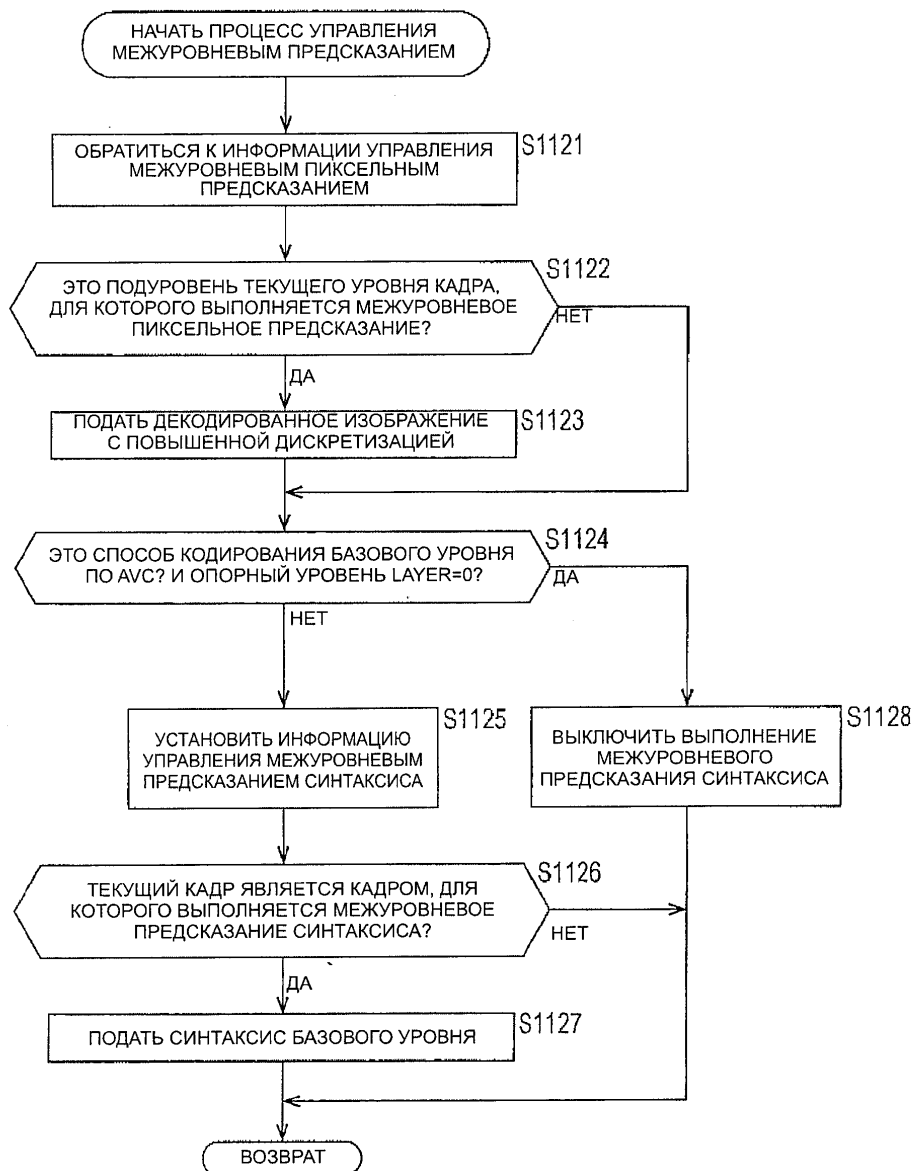 НАЧАТЬ ПРОЦЕСС УПРАВЛЕНИЯ
МЕЖУРОВНЕВЫМ ПРЕДСКАЗАНИЕМ
S1121
ОБРАТИТЬСЯ К ИНФОРМАЦИИ УПРАВЛЕНИЯ
МЕЖУРОВНЕВЫМ ПИКСЕЛЬНЫМ
ПРЕДСКАЗАНИЕМ
S1122
ЭТО ПОДУРОВЕНЬ ТЕКУЩЕГО УРОВНЯ КАДРА,
ДЛЯ КОТОРОГО ВЫПОЛНЯЕТСЯ МЕЖУРОВНЕВОЕ
ПИКСЕЛЬНОЕ ПРЕДСКАЗАНИЕ?
НЕТ
ДА
S1123
ПОДАТЬ ДЕКОДИРОВАННОЕ ИЗОБРАЖЕНИЕ
С ПОВЫШЕННОЙ ДИСКРЕТИЗАЦИЕЙ
S1124
ЭТО СПОСОБ КОДИРОВАНИЯ БАЗОВОГО УРОВНЯ
ПО AVC? И ОПОРНЫЙ УРОВЕНЬ LAYER=0?
ДА
НЕТ
S1125
УСТАНОВИТЬ ИНФОРМАЦИЮ
УПРАВЛЕНИЯ МЕЖУРОВНЕВЫМ
ПРЕДСКАЗАНИЕМ СИНТАКСИСА
S1128
ВЫКЛЮЧИТЬ ВЫПОЛНЕНИЕ
МЕЖУРОВНЕВОГО
ПРЕДСКАЗАНИЯ СИНТАКСИСА
S1126
ТЕКУЩИЙ КАДР ЯВЛЯЕТСЯ КАДРОМ, ДЛЯ
КОТОРОГО ВЫПОЛНЯЕТСЯ МЕЖУРОВНЕВОЕ
ПРЕДСКАЗАНИЕ СИНТАКСИСА?
НЕТ
ДА
S1127
ПОДАТЬ СИНТАКСИС БАЗОВОГО УРОВНЯ
ВОЗВРАТ